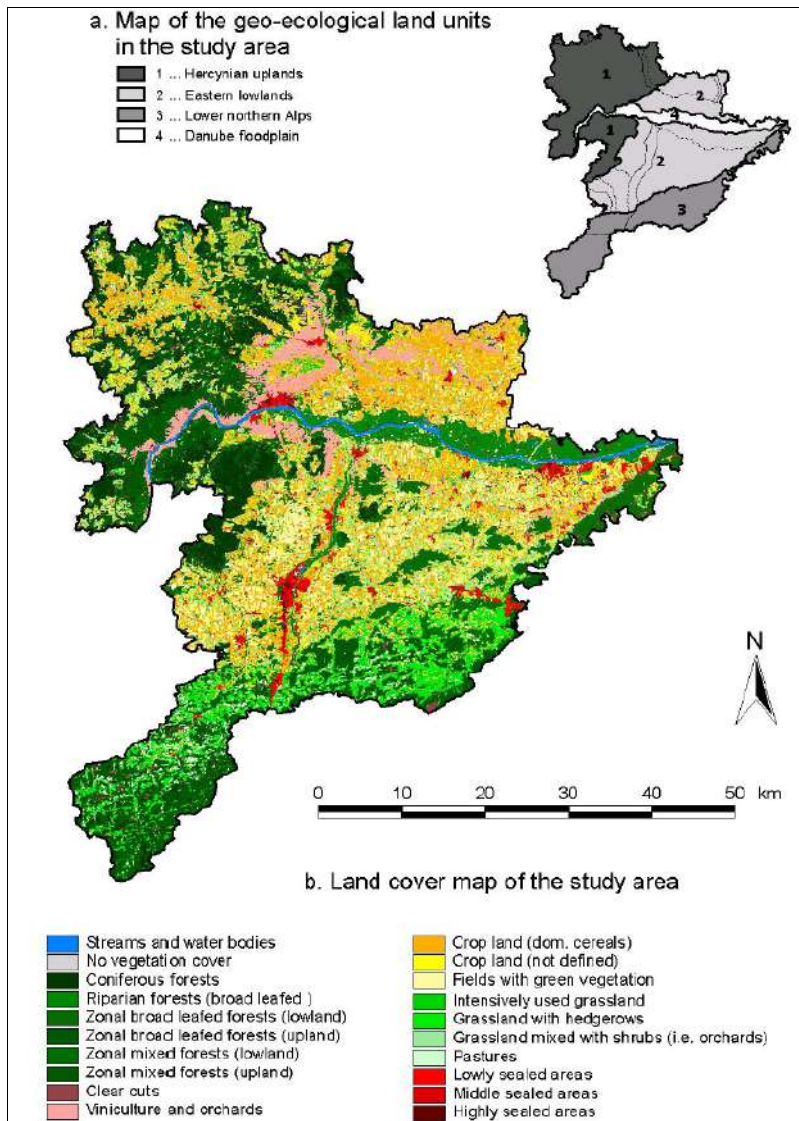 a. Map of the geo-ecological land units
in the study area
1 ... Hercynian uplands
2 ... Eastern lowlands
3 ... Lower northern Alps
4 ... Danube floodplain
1
2
4
1
2
3
N
0 10 20 30 40 50 km
b. Land cover map of the study area
Streams and water bodies
No vegetation cover
Coniferous forests
Riparian forests (broad leafed )
Zonal broad leafed forests (lowland)
Zonal broad leafed forests (upland)
Zonal mixed forests (lowland)
Zonal mixed forests (upland)
Clear cuts
Viniculture and orchards
Crop land (dom. cereals)
Crop land (not defined)
Fields with green vegetation
Intensively used grassland
Grassland with hedgerows
Grassland mixed with shrubs (i.e. orchards)
Pastures
Lowly sealed areas
Middle sealed areas
Highly sealed areas